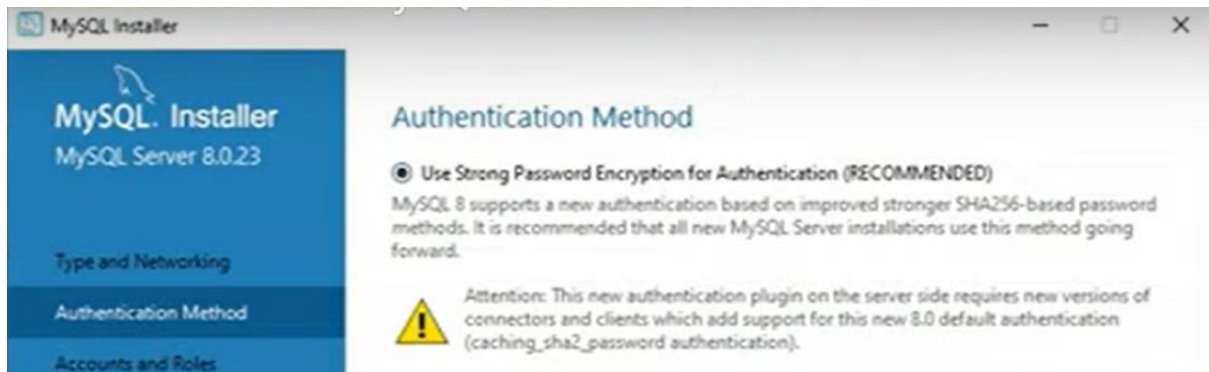 MySQL Installer
MySQL. Installer
MySQL Server 8.0.23
Type and Networking
Authentication Method
Accounts and Roles
Authentication Method
Use Strong Password Encryption for Authentication (RECOMMENDED)
MySQL 8 supports a new authentication based on improved stronger SHA256-based password
methods. It is recommended that all new MySQL Server installations use this method going
forward.
Attention: This new authentication plugin on the server side requires new versions of
connectors and clients which add support for this new 8.0 default authentication
(caching_sha2_password authentication).